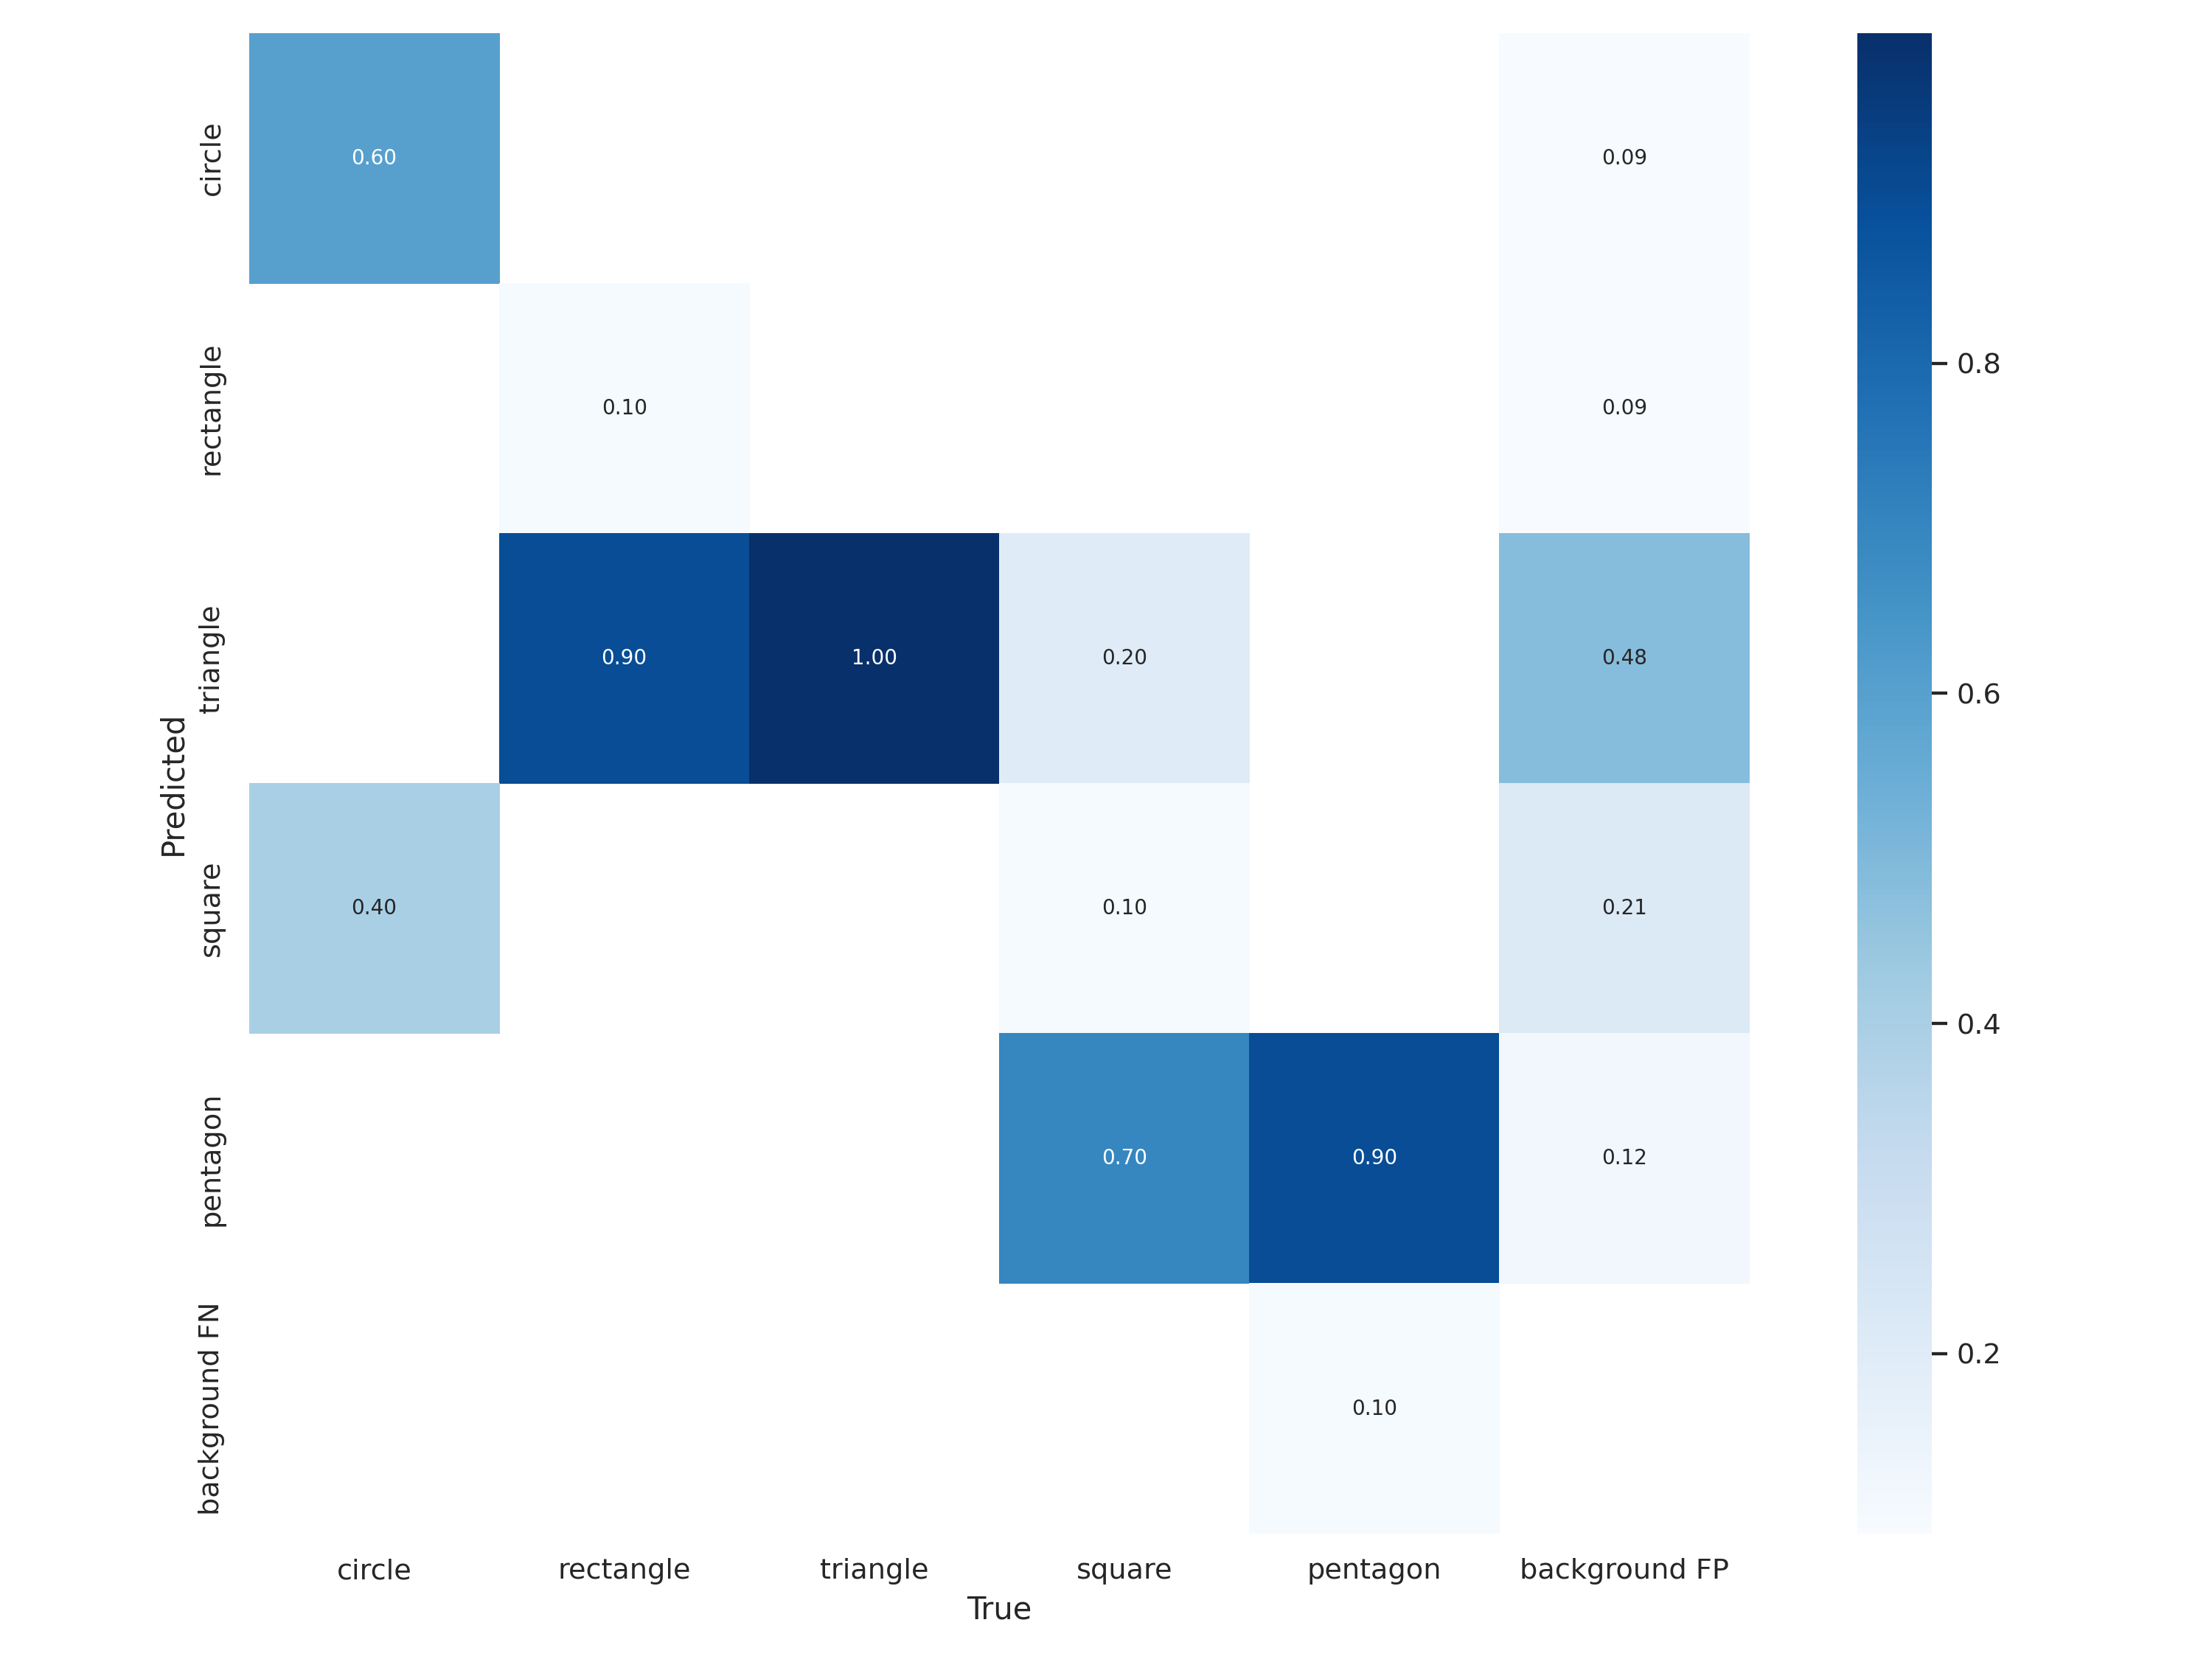 circle
0.60
0.09
rectangle
0.10
0.09
0.8
triangle
0.90
1.00
0.20
0.48
0.6
Predicted
square
0.40
0.10
0.21
0.4
pentagon
0.70
0.90
0.12
0.2
background FN
0.10
circle
rectangle
triangle
square
pentagon
background FP
True